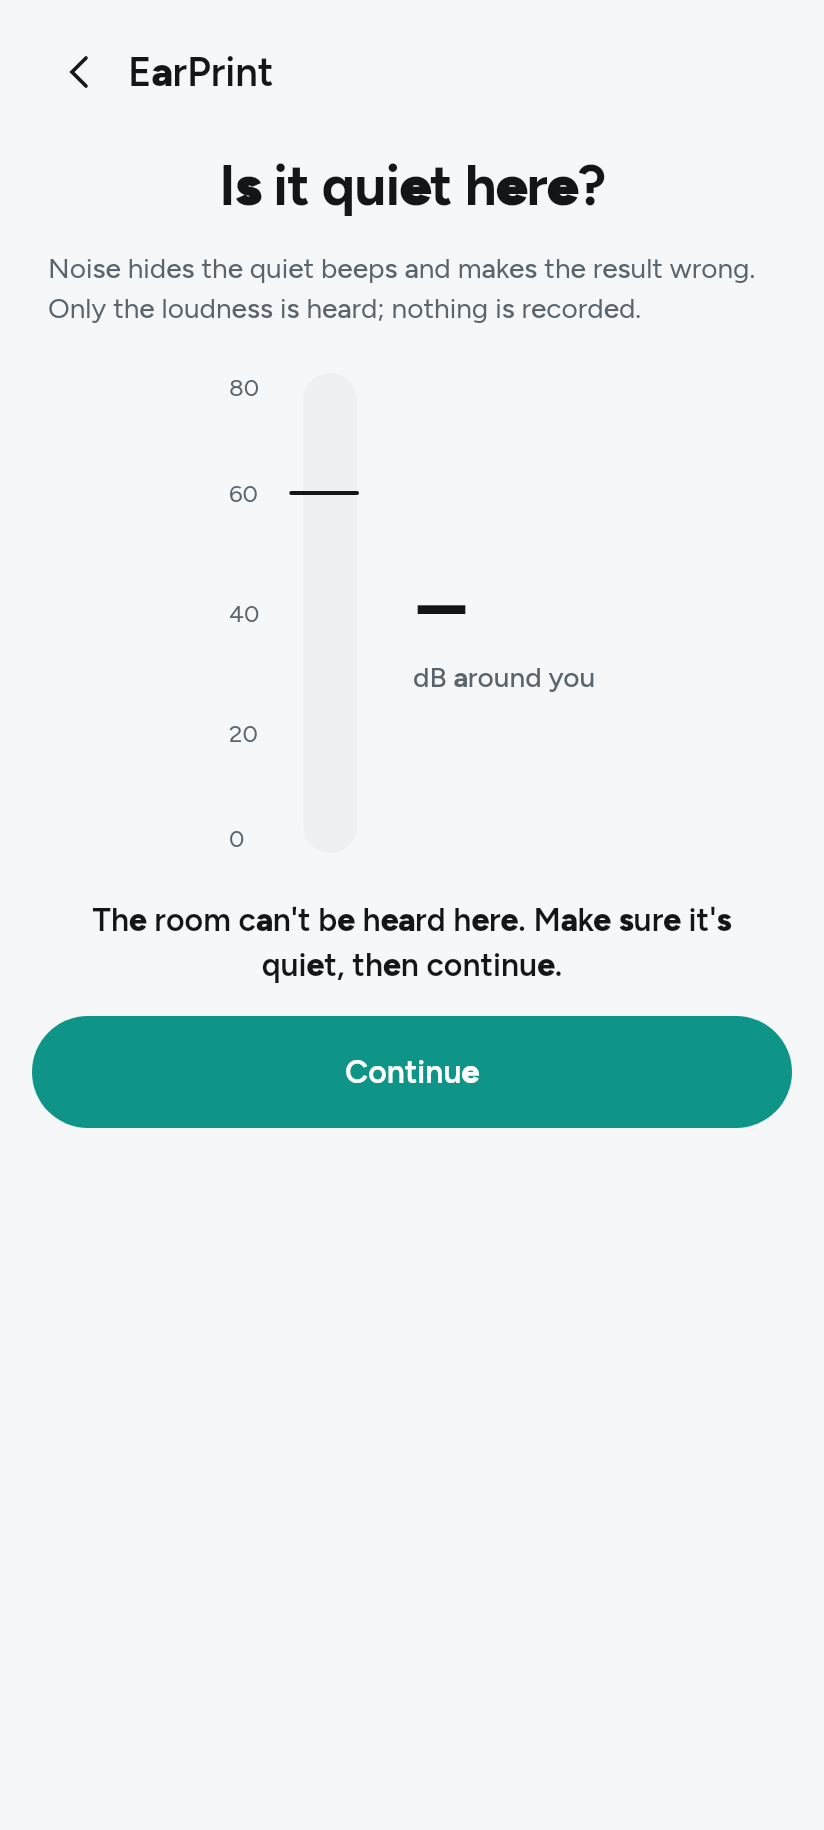 EarPrint
Is it quiet here?
Noise hides the quiet beeps and makes the result wrong.
Only the loudness is heard; nothing is recorded.
80
60
40
20
0
—
dB around you
The room can't be heard here. Make sure it's
quiet, then continue.
Continue